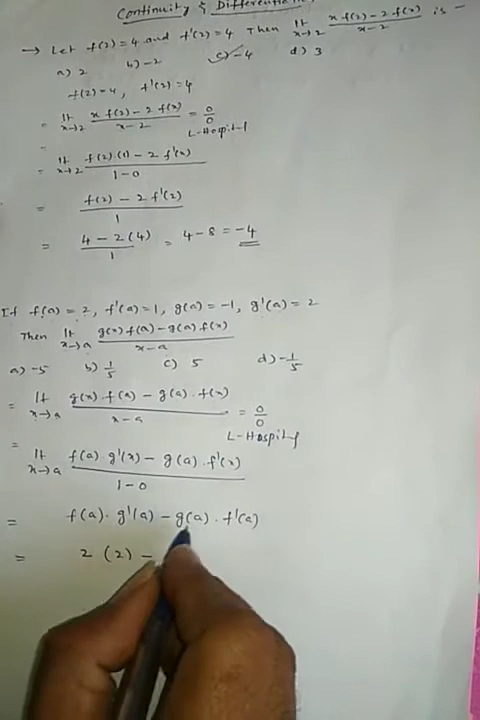 Continuity & Differentia
→ Let f(2)=4 and f'(2)=4 Then lt x→2 x f(2)-2 f(x) / x-2 is -
a) 2 b) -2 c) -4 d) 3
f(2)=4, f'(2)=4
= lt x→2 x f(2)-2 f(x) / x-2 = 0/0
L-Hospital
=
lt x→2 f(2).(1) - 2 f'(x) / 1-0
= f(2) - 2 f'(2) / 1
= 4-2(4) / 1 = 4-8 = -4
If f(a)=2, f'(a)=1, g(a)=-1, g'(a)=2
Then lt x→a g(x) f(a) - g(a) f(x) / x-a
a) -5 b) 1/5 c) 5 d) -1/5
= lt x→a g(x).f(a) - g(a).f(x) / x-a = 0/0
L-Hospital
=
lt x→a f(a).g'(x) - g(a).f'(x) / 1-0
= f(a).g'(a) - g(a).f'(a)
= 2(2) -